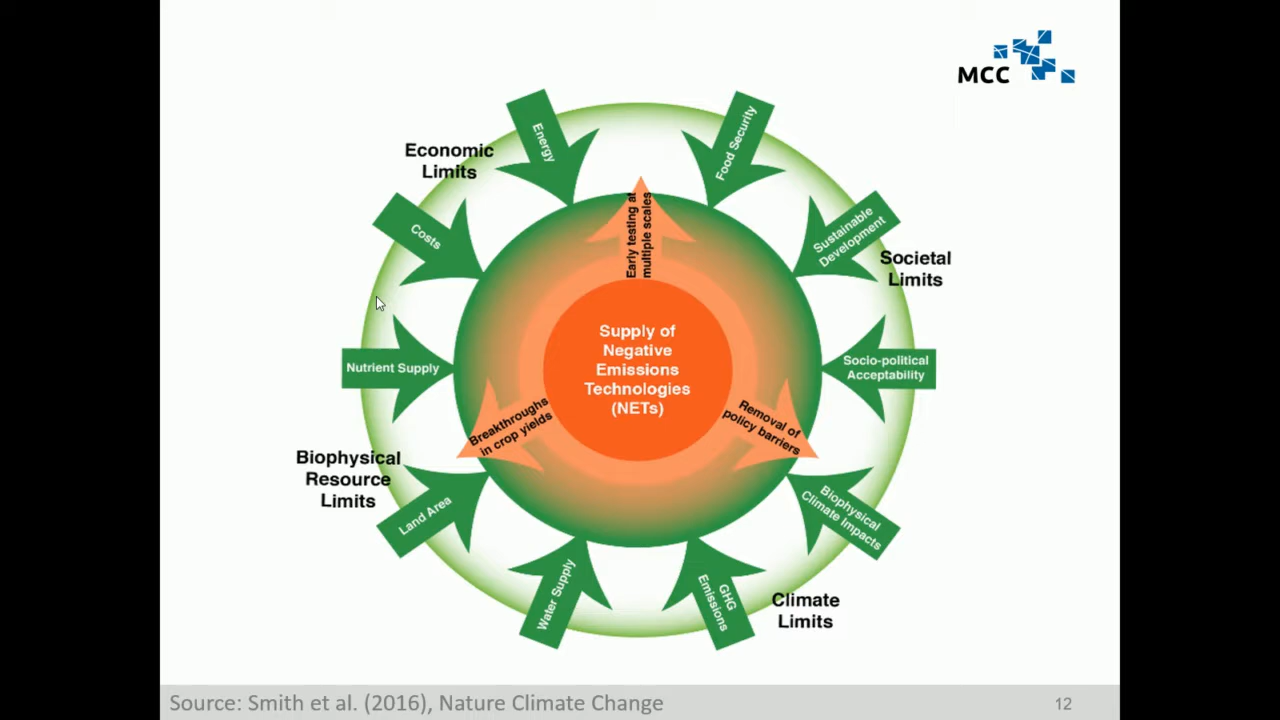 MCC
Energy
Food Security
Economic
Limits
Early testing at
multiple scales
Costs
Sustainable
Development
Societal
Limits
Supply of
Negative
Emissions
Technologies
(NETs)
Nutrient Supply
Socio-political
Acceptability
Breakthroughs
in crop yields
Removal of
policy barriers
Biophysical
Resource
Limits
Land Area
Biophysical
Climate Impacts
Water Supply
GHG
Emissions
Climate
Limits
Source: Smith et al. (2016), Nature Climate Change
12